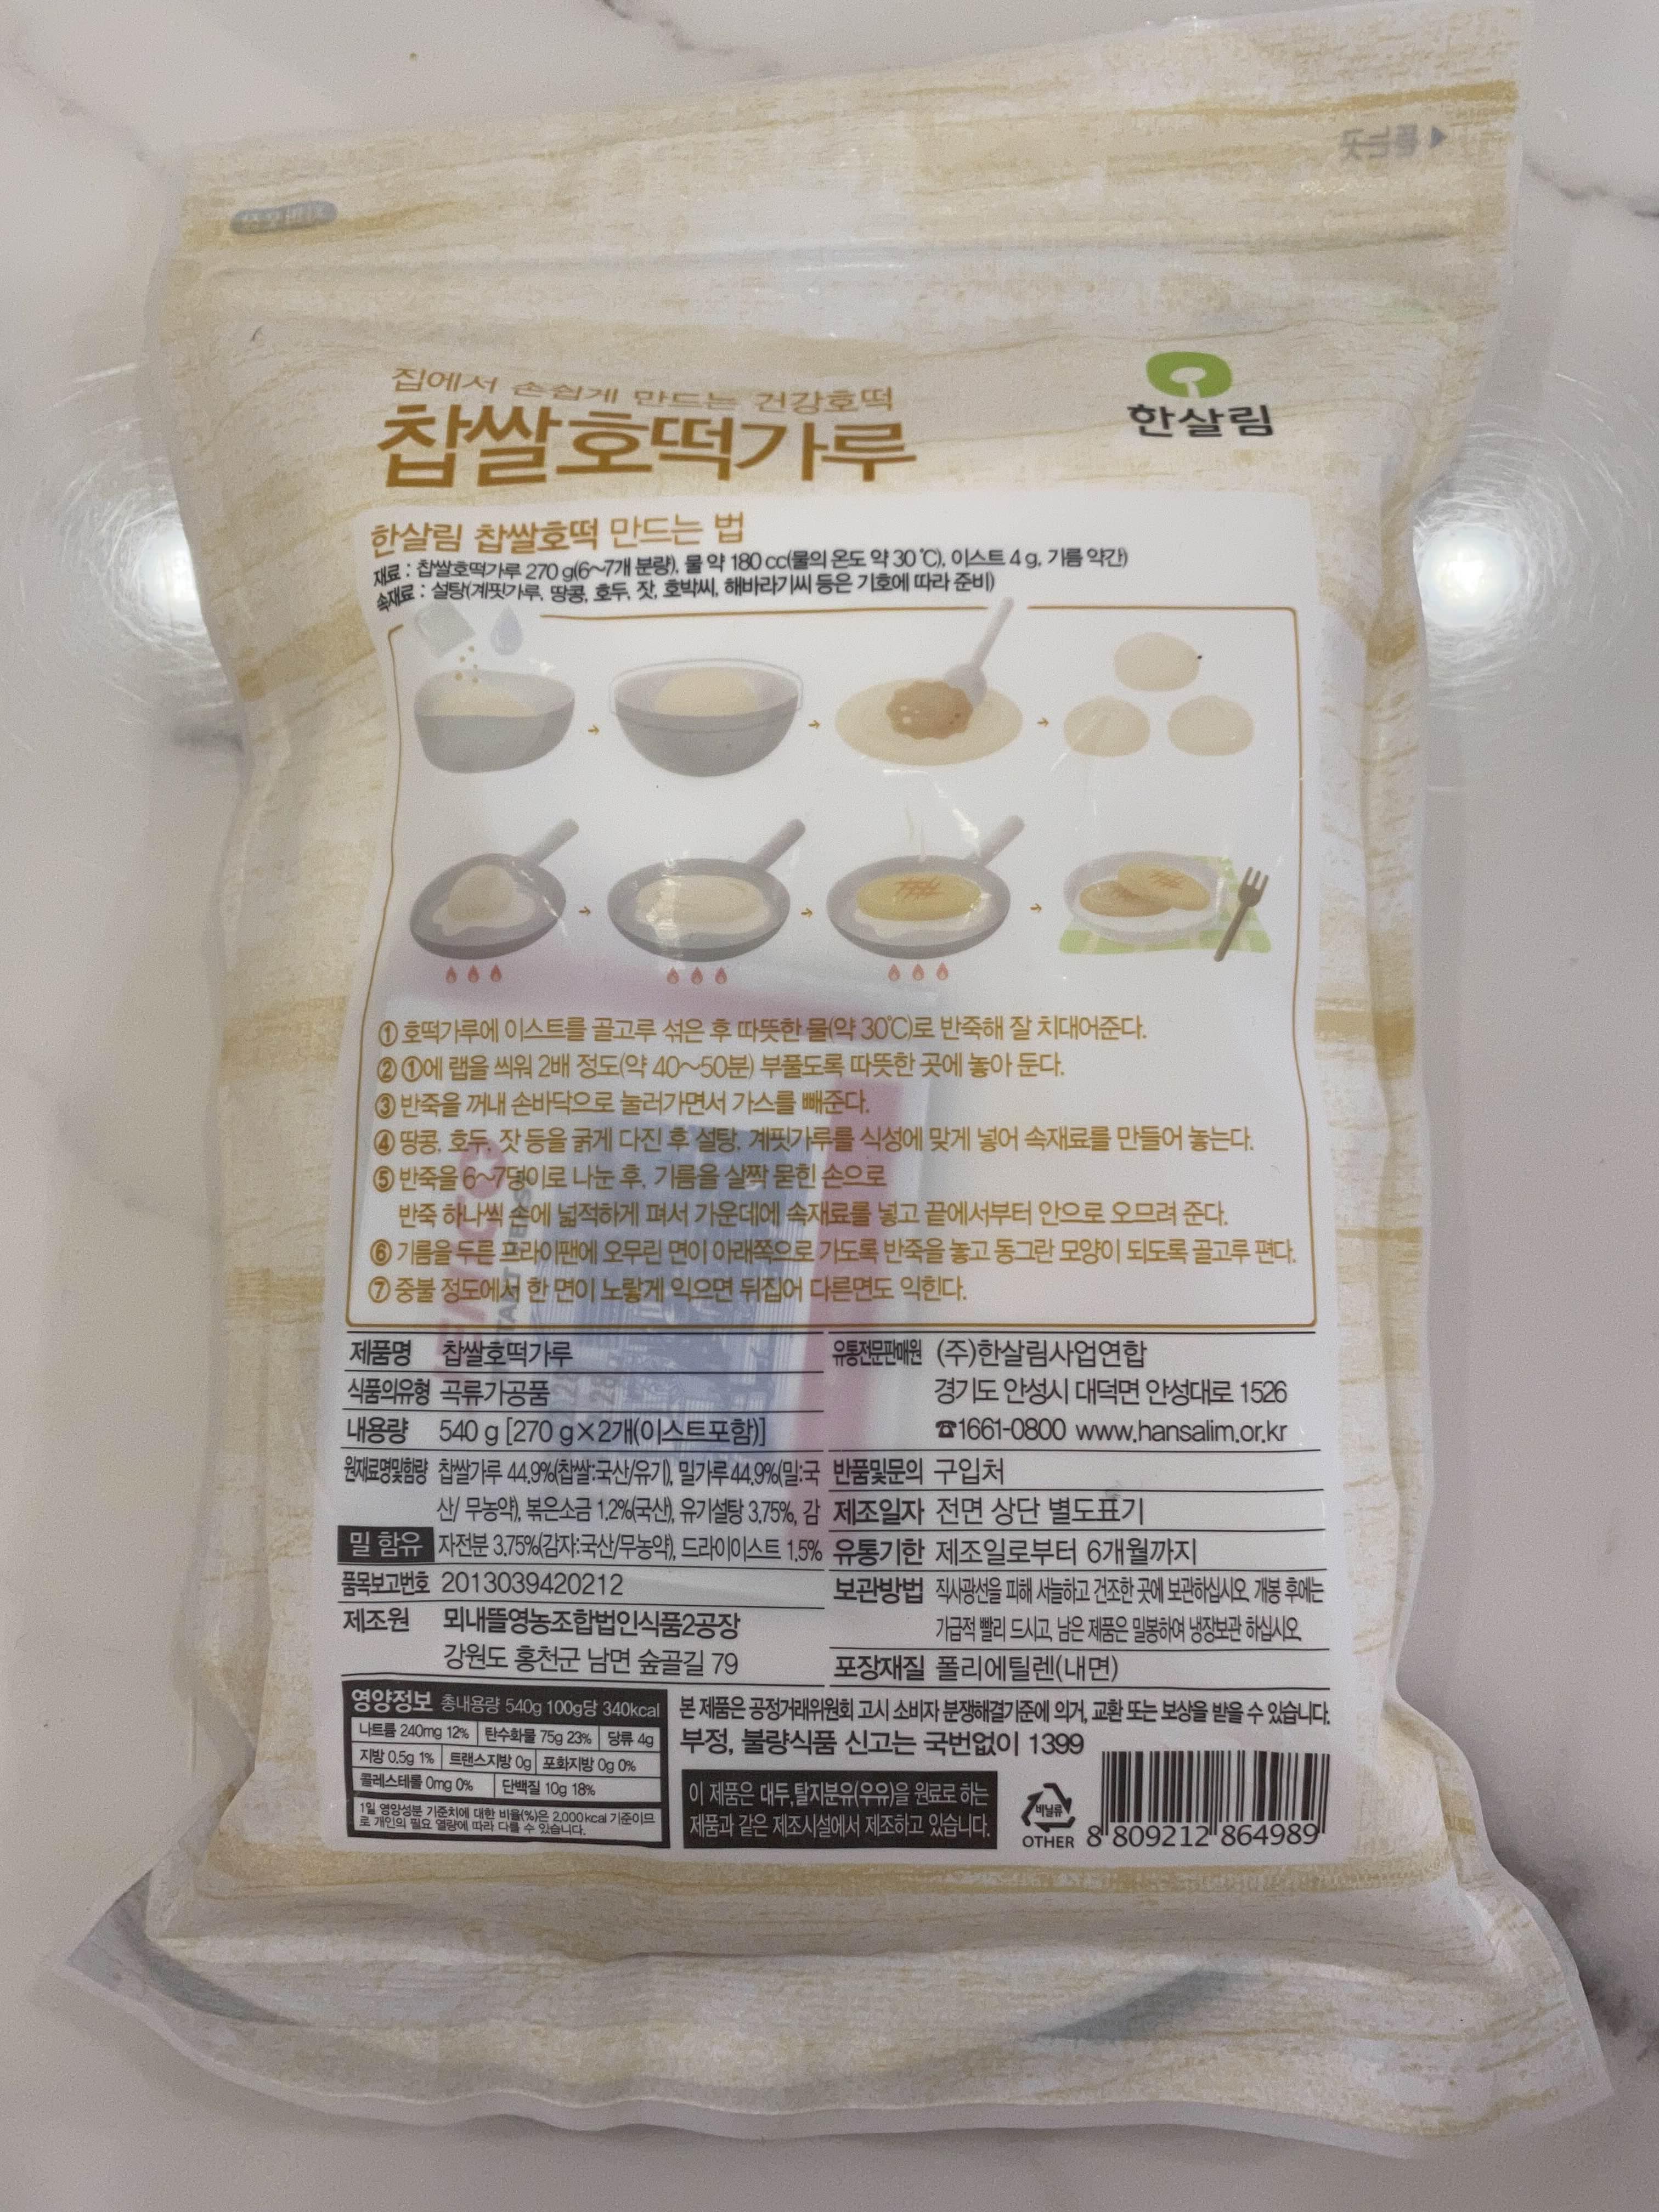 뜯는곳
집에서 손쉽게 만드는 건강호떡
찹쌀호떡가루
한살림
한살림 찹쌀호떡 만드는 법
재료 : 찹쌀호떡가루 270 g(6~7개 분량), 물 약 180 cc(물의 온도 약 30 ℃), 이스트 4 g, 기름 약간)
속재료 : 설탕(계핏가루, 땅콩, 호두, 잣, 호박씨, 해바라기씨 등은 기호에 따라 준비)
① 호떡가루에 이스트를 골고루 섞은 후 따뜻한 물(약 30℃)로 반죽해 잘 치대어준다.
② ①에 랩을 씌워 2배 정도(약 40~50분) 부풀도록 따뜻한 곳에 놓아 둔다.
③ 반죽을 꺼내 손바닥으로 눌러가면서 가스를 빼준다.
④ 땅콩, 호두, 잣 등을 굵게 다진 후 설탕, 계핏가루를 식성에 맞게 넣어 속재료를 만들어 놓는다.
⑤ 반죽을 6~7덩이로 나눈 후, 기름을 살짝 묻힌 손으로
반죽 하나씩 손에 넓적하게 펴서 가운데에 속재료를 넣고 끝에서부터 안으로 오므려 준다.
⑥ 기름을 두른 프라이팬에 오무린 면이 아래쪽으로 가도록 반죽을 놓고 동그란 모양이 되도록 골고루 편다.
⑦ 중불 정도에서 한 면이 노랗게 익으면 뒤집어 다른면도 익힌다.
제품명 찹쌀호떡가루
식품의유형 곡류가공품
내용량 540 g [270 g×2개(이스트포함)]
원재료명및함량 찹쌀가루 44.9%(찹쌀:국산/유기), 밀가루 44.9%(밀:국
산/ 무농약), 볶은소금 1.2%(국산), 유기설탕 3.75%, 감
밀 함유 자전분 3.75%(감자:국산/무농약), 드라이이스트 1.5%
품목보고번호 2013039420212
제조원 뫼내뜰영농조합법인식품2공장
강원도 홍천군 남면 숲골길 79
유통전문판매원 (주)한살림사업연합
경기도 안성시 대덕면 안성대로 1526
☎1661-0800 www.hansalim.or.kr
반품및문의 구입처
제조일자 전면 상단 별도표기
유통기한 제조일로부터 6개월까지
보관방법 직사광선을 피해 서늘하고 건조한 곳에 보관하십시오. 개봉 후에는
가급적 빨리 드시고, 남은 제품은 밀봉하여 냉장보관 하십시오.
포장재질 폴리에틸렌(내면)
영양정보 총내용량 540g 100g당 340kcal
나트륨 240mg 12% 탄수화물 75g 23% 당류 4g
지방 0.5g 1% 트랜스지방 0g 포화지방 0g 0%
콜레스테롤 0mg 0% 단백질 10g 18%
1일 영양성분 기준치에 대한 비율(%)은 2,000kcal 기준이므
로 개인의 필요 열량에 따라 다를 수 있습니다.
본 제품은 공정거래위원회 고시 소비자 분쟁해결기준에 의거, 교환 또는 보상을 받을 수 있습니다.
부정, 불량식품 신고는 국번없이 1399
이 제품은 대두,탈지분유(우유)을 원료로 하는
제품과 같은 제조시설에서 제조하고 있습니다.
비닐류
OTHER
8 809212 864989